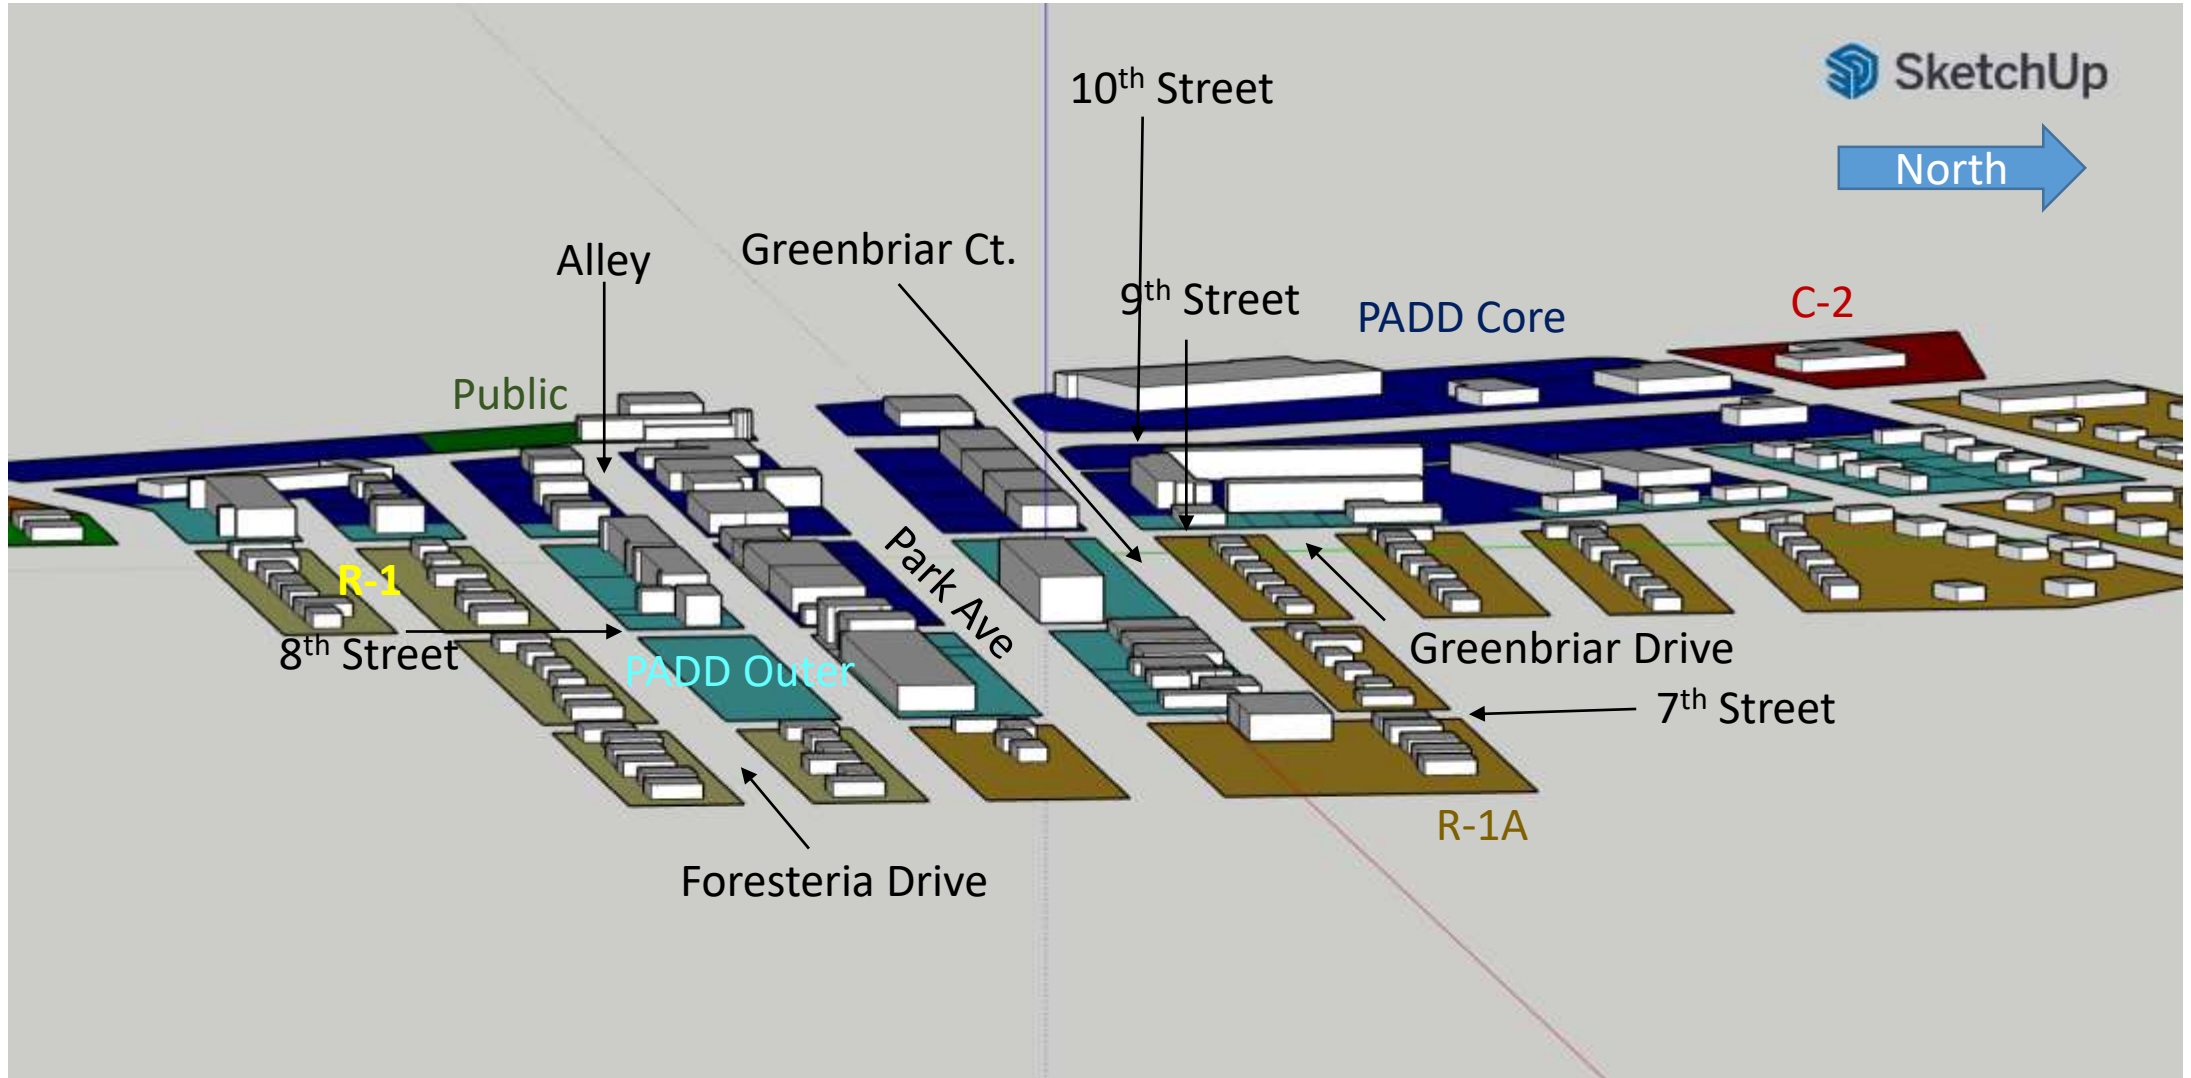 SketchUp
10th Street
North
Greenbriar Ct.
Alley
9th Street
C-2
PADD Core
Public
Park Ave
R-1
8th Street
Greenbriar Drive
PADD Outer
7th Street
R-1A
Foresteria Drive